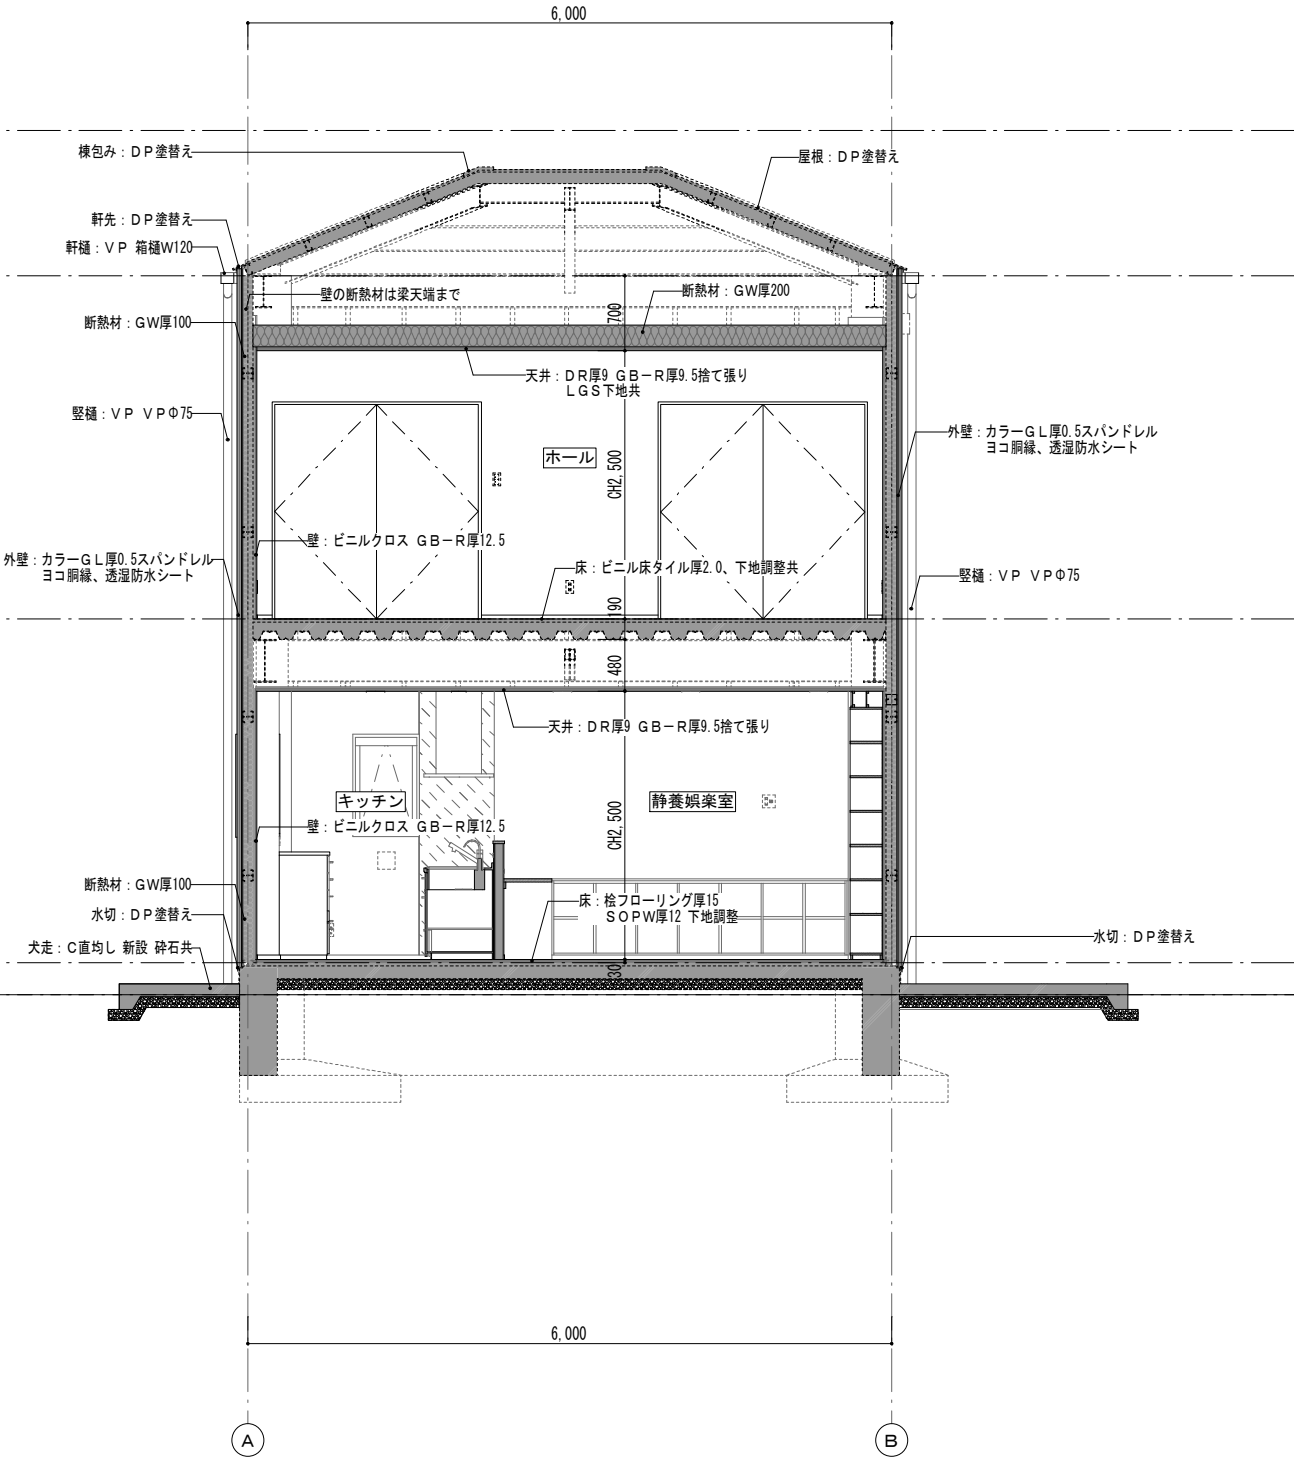 6,000
棟包み：ＤＰ塗替え
屋根：ＤＰ塗替え
軒先：ＤＰ塗替え
軒樋：ＶＰ 箱樋W120
壁の断熱材は梁天端まで
断熱材：GW厚200
700
断熱材：GW厚100
天井：ＤＲ厚9 ＧＢ－Ｒ厚9.5捨て張り
ＬＧＳ下地共
竪樋：ＶＰ ＶＰΦ75
外壁：カラーＧＬ厚0.5スパンドレル
ヨコ胴縁、透湿防水シート
ホール
CH2,500
壁：ビニルクロス ＧＢ－Ｒ厚12.5
外壁：カラーＧＬ厚0.5スパンドレル
ヨコ胴縁、透湿防水シート
床：ビニル床タイル厚2.0、下地調整共
竪樋：ＶＰ ＶＰΦ75
190
480
天井：ＤＲ厚9 ＧＢ－Ｒ厚9.5捨て張り
キッチン
静養娯楽室
壁：ビニルクロス ＧＢ－Ｒ厚12.5
CH2,500
断熱材：GW厚100
床：桧フローリング厚15
ＳＯＰＷ厚12 下地調整
水切：ＤＰ塗替え
水切：ＤＰ塗替え
犬走：Ｃ直均し 新設 砕石共
30
6,000
A
B